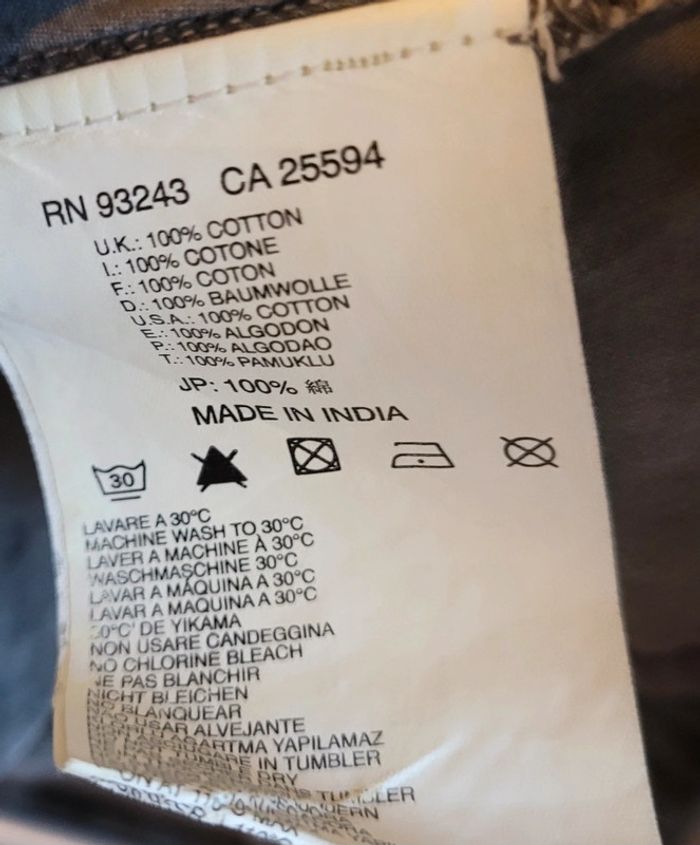 RN 93243 CA 25594
U.K.: 100% COTTON
I.: 100% COTONE
F.: 100% COTON
D.: 100% BAUMWOLLE
U.S.A.: 100% COTTON
E.: 100% ALGODON
P.: 100% ALGODAO
T.: 100% PAMUKLU
JP: 100% 綿
MADE IN INDIA
30
LAVARE A 30°C
MACHINE WASH TO 30°C
LAVER A MACHINE À 30°C
WASCHMASCHINE 30°C
LAVAR A MÁQUINA A 30°C
LAVAR A MAQUINA A 30°C
DE YIKAMA
NON USARE CANDEGGINA
NO CHLORINE BLEACH
NE PAS BLANCHIR
NICHT BLEICHEN
NO BLANQUEAR
USAR ALVEJANTE
YAPILAMAZ
IN TUMBLER
DRY